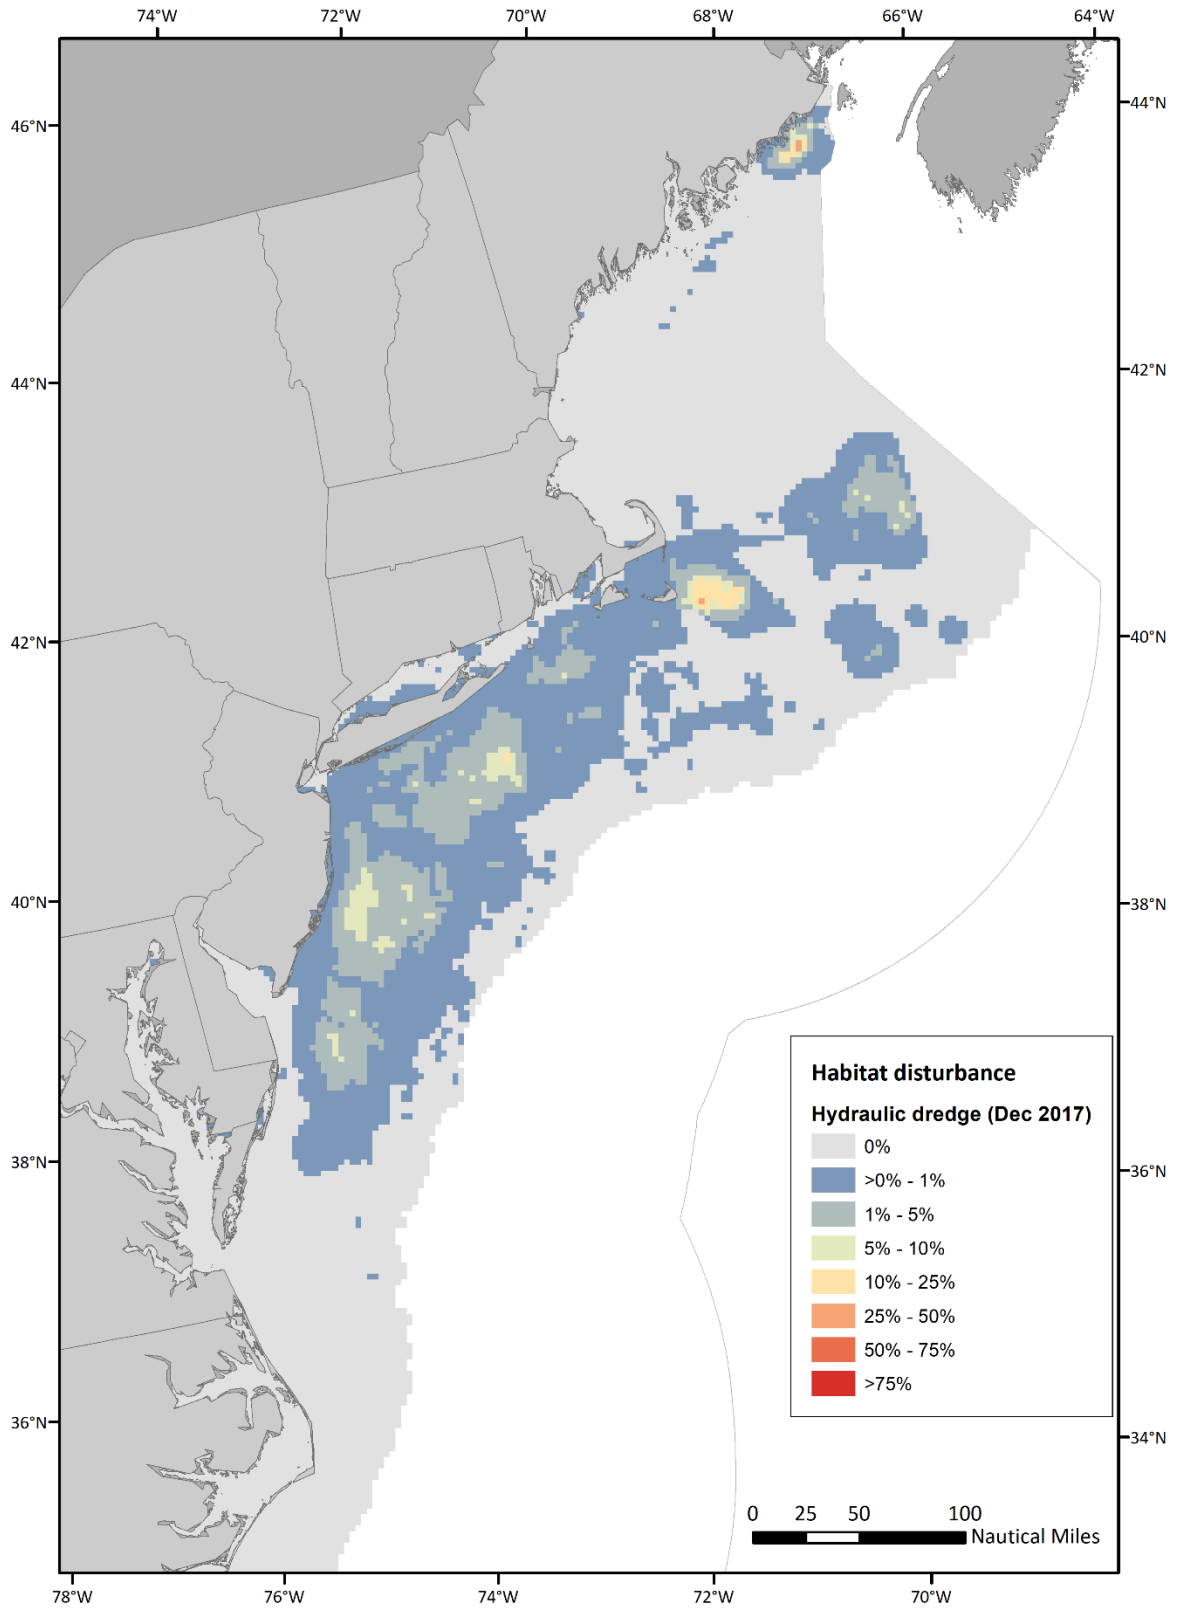 74°W 72°W 70°W 68°W 66°W 64°W
46°N 44°N
44°N 42°N
42°N 40°N
40°N 38°N
Habitat disturbance
Hydraulic dredge (Dec 2017)
0%
>0% - 1%
38°N 36°N
1% - 5%
5% - 10%
10% - 25%
25% - 50%
50% - 75%
>75%
36°N 34°N
0 25 50 100
Nautical Miles
78°W 76°W 74°W 72°W 70°W